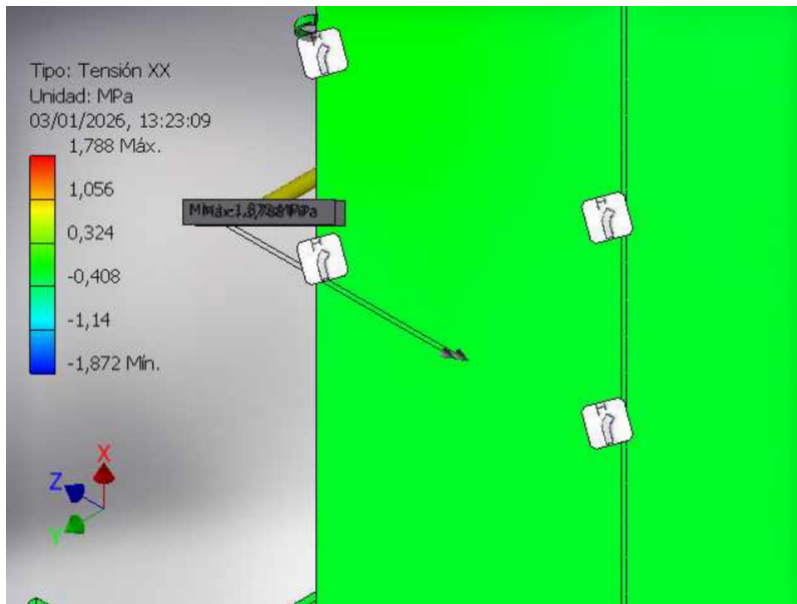 Tipo: Tensión XX
Unidad: MPa
03/01/2026, 13:23:09
1,788 Máx.
1,056
0,324
-0,408
-1,14
-1,872 Mín.
X
Z
Y